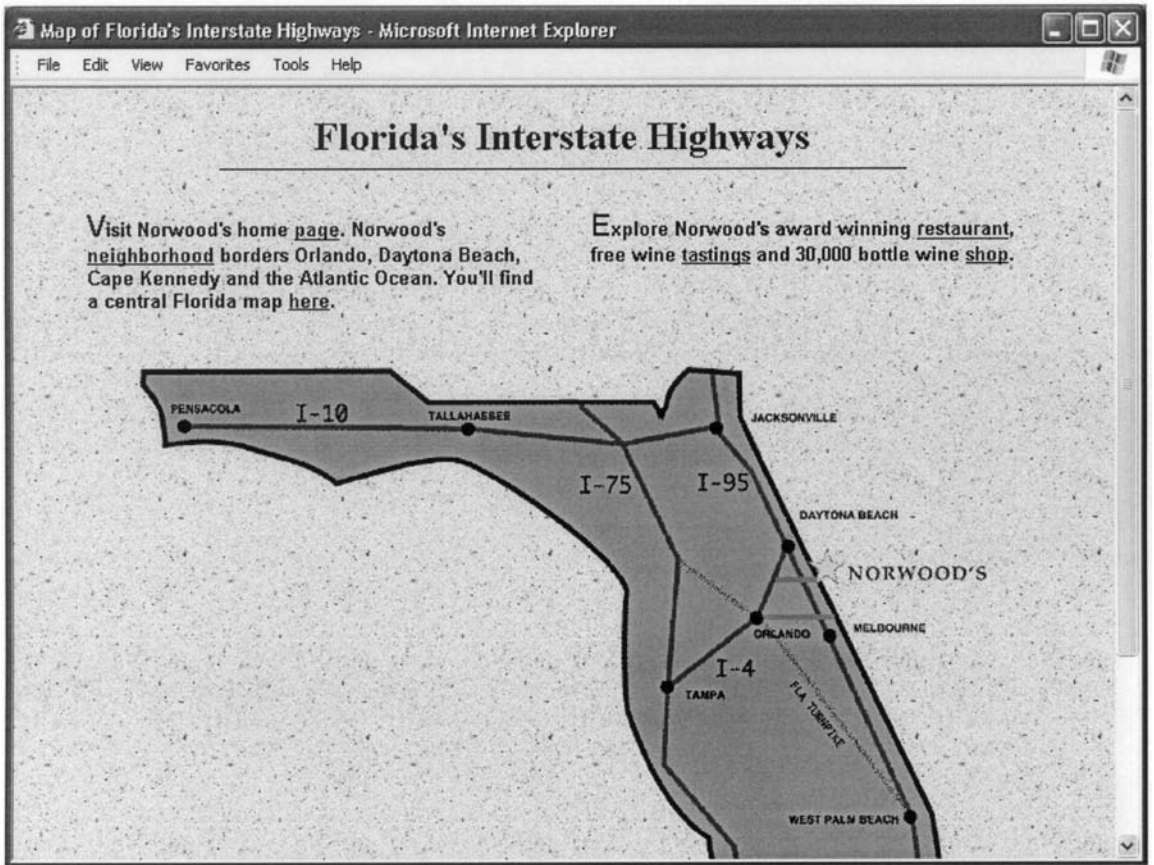 Map of Florida's Interstate Highways - Microsoft Internet Explorer
File Edit View Favorites Tools Help
Florida's Interstate Highways
Visit Norwood's home page. Norwood's
neighborhood borders Orlando, Daytona Beach,
Cape Kennedy and the Atlantic Ocean. You'll find
a central Florida map here.
Explore Norwood's award winning restaurant,
free wine tastings and 30,000 bottle wine shop.
PENSACOLA
I-10
TALLAHASSEE
JACKSONVILLE
I-75
I-95
DAYTONA BEACH
NORWOOD'S
ORLANDO
MELBOURNE
I-4
TAMPA
FLA TURNPIKE
WEST PALM BEACH